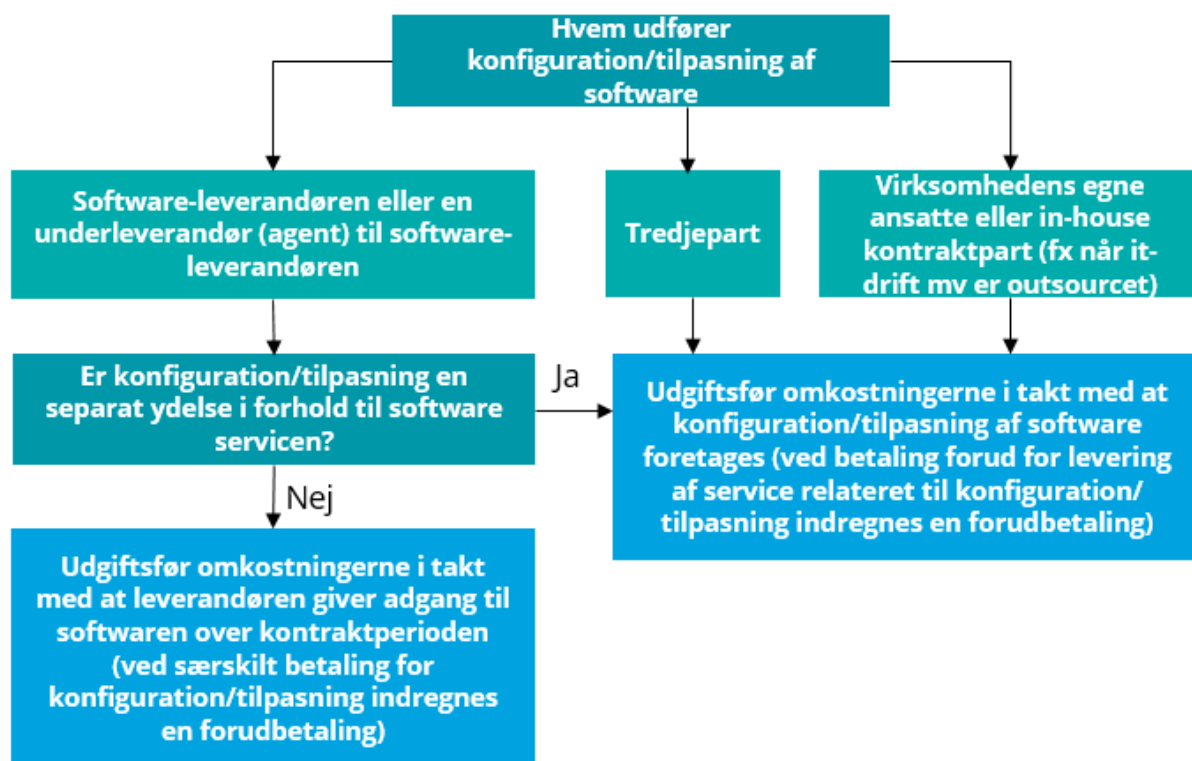 Hvem udfører
konfiguration/tilpasning af
software
Software-leverandøren eller en
underleverandør (agent) til software-
leverandøren
Tredjepart
Virksomhedens egne
ansatte eller in-house
kontraktpart (fx når it-
drift mv er outsourcet)
Er konfiguration/tilpasning en
separat ydelse i forhold til software
servicen?
Ja
Udgiftsfør omkostningerne i takt med at
konfiguration/tilpasning af software
foretages (ved betaling forud for levering
af service relateret til konfiguration/
tilpasning indregnes en forudbetaling)
Nej
Udgiftsfør omkostningerne i takt
med at leverandøren giver adgang til
softwaren over kontraktperioden
(ved særskilt betaling for
konfiguration/tilpasning indregnes
en forudbetaling)